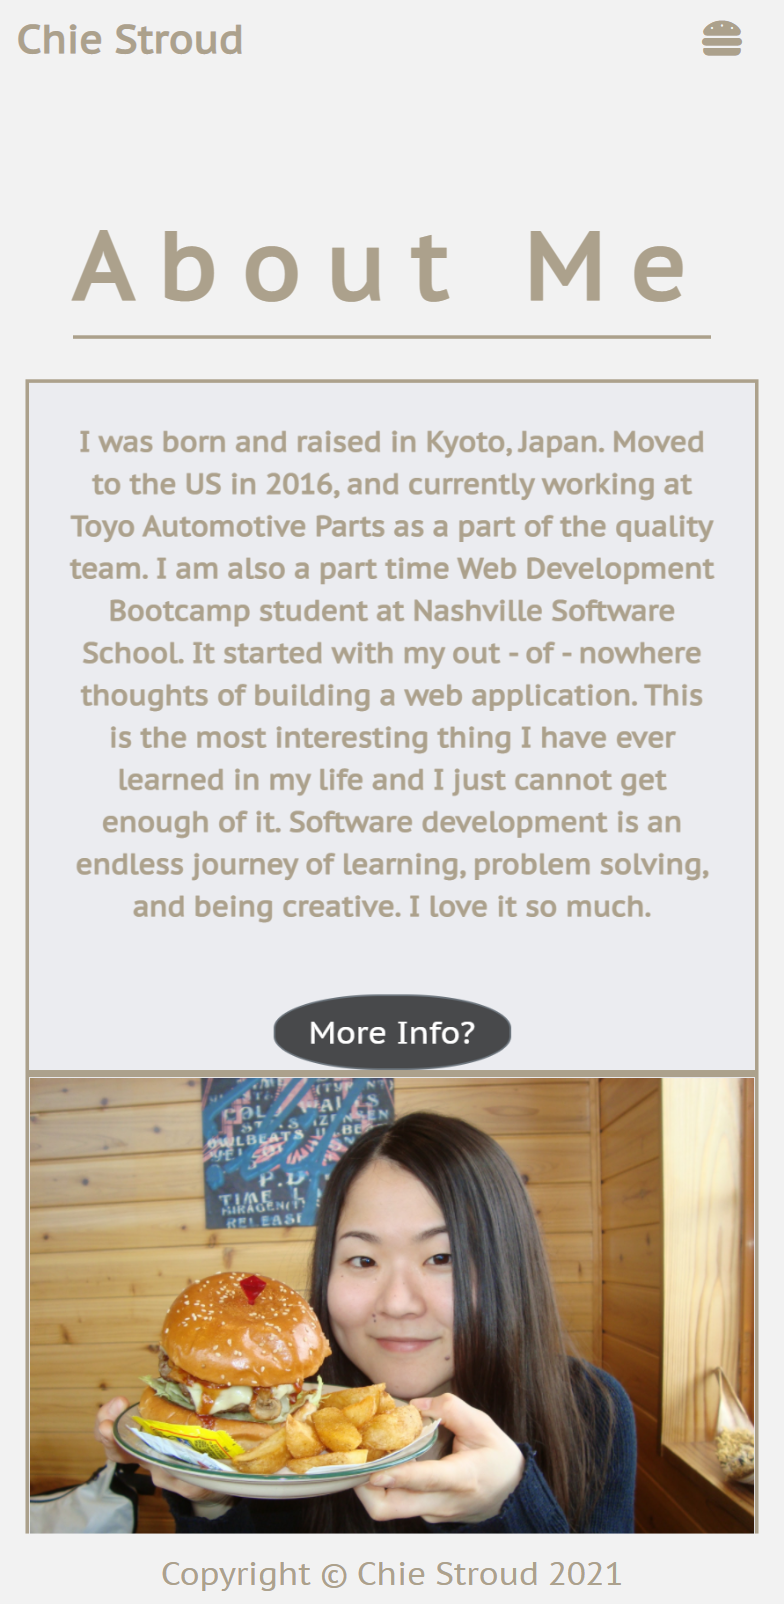 Chie Stroud
About Me
I was born and raised in Kyoto, Japan. Moved
to the US in 2016, and currently working at
Toyo Automotive Parts as a part of the quality
team. I am also a part time Web Development
Bootcamp student at Nashville Software
School. It started with my out - of - nowhere
thoughts of building a web application. This
is the most interesting thing I have ever
learned in my life and I just cannot get
enough of it. Software development is an
endless journey of learning, problem solving,
and being creative. I love it so much.
More Info?
TIME
COL
OWLBEATS
P.D
TIME L
RELEAS
Copyright © Chie Stroud 2021